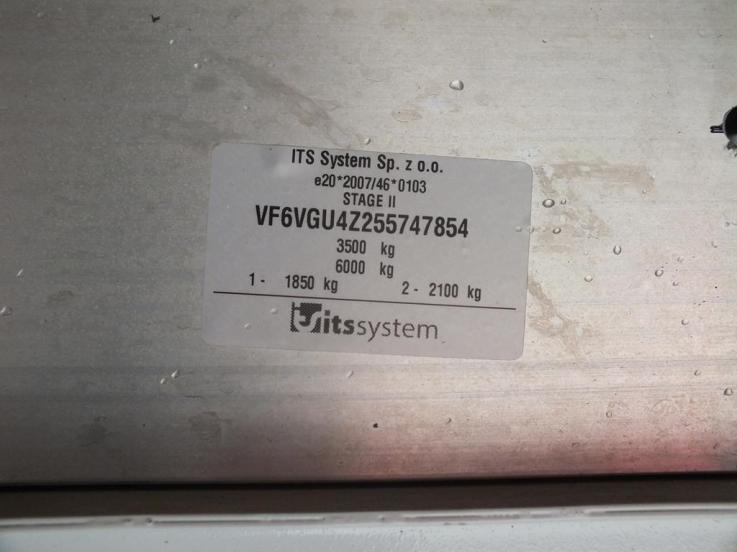 ITS System Sp. z o.o.
e20*2007/46*0103
STAGE II
VF6VGU4Z255747854
3500 kg
6000 kg
1 - 1850 kg 2 - 2100 kg
itssystem